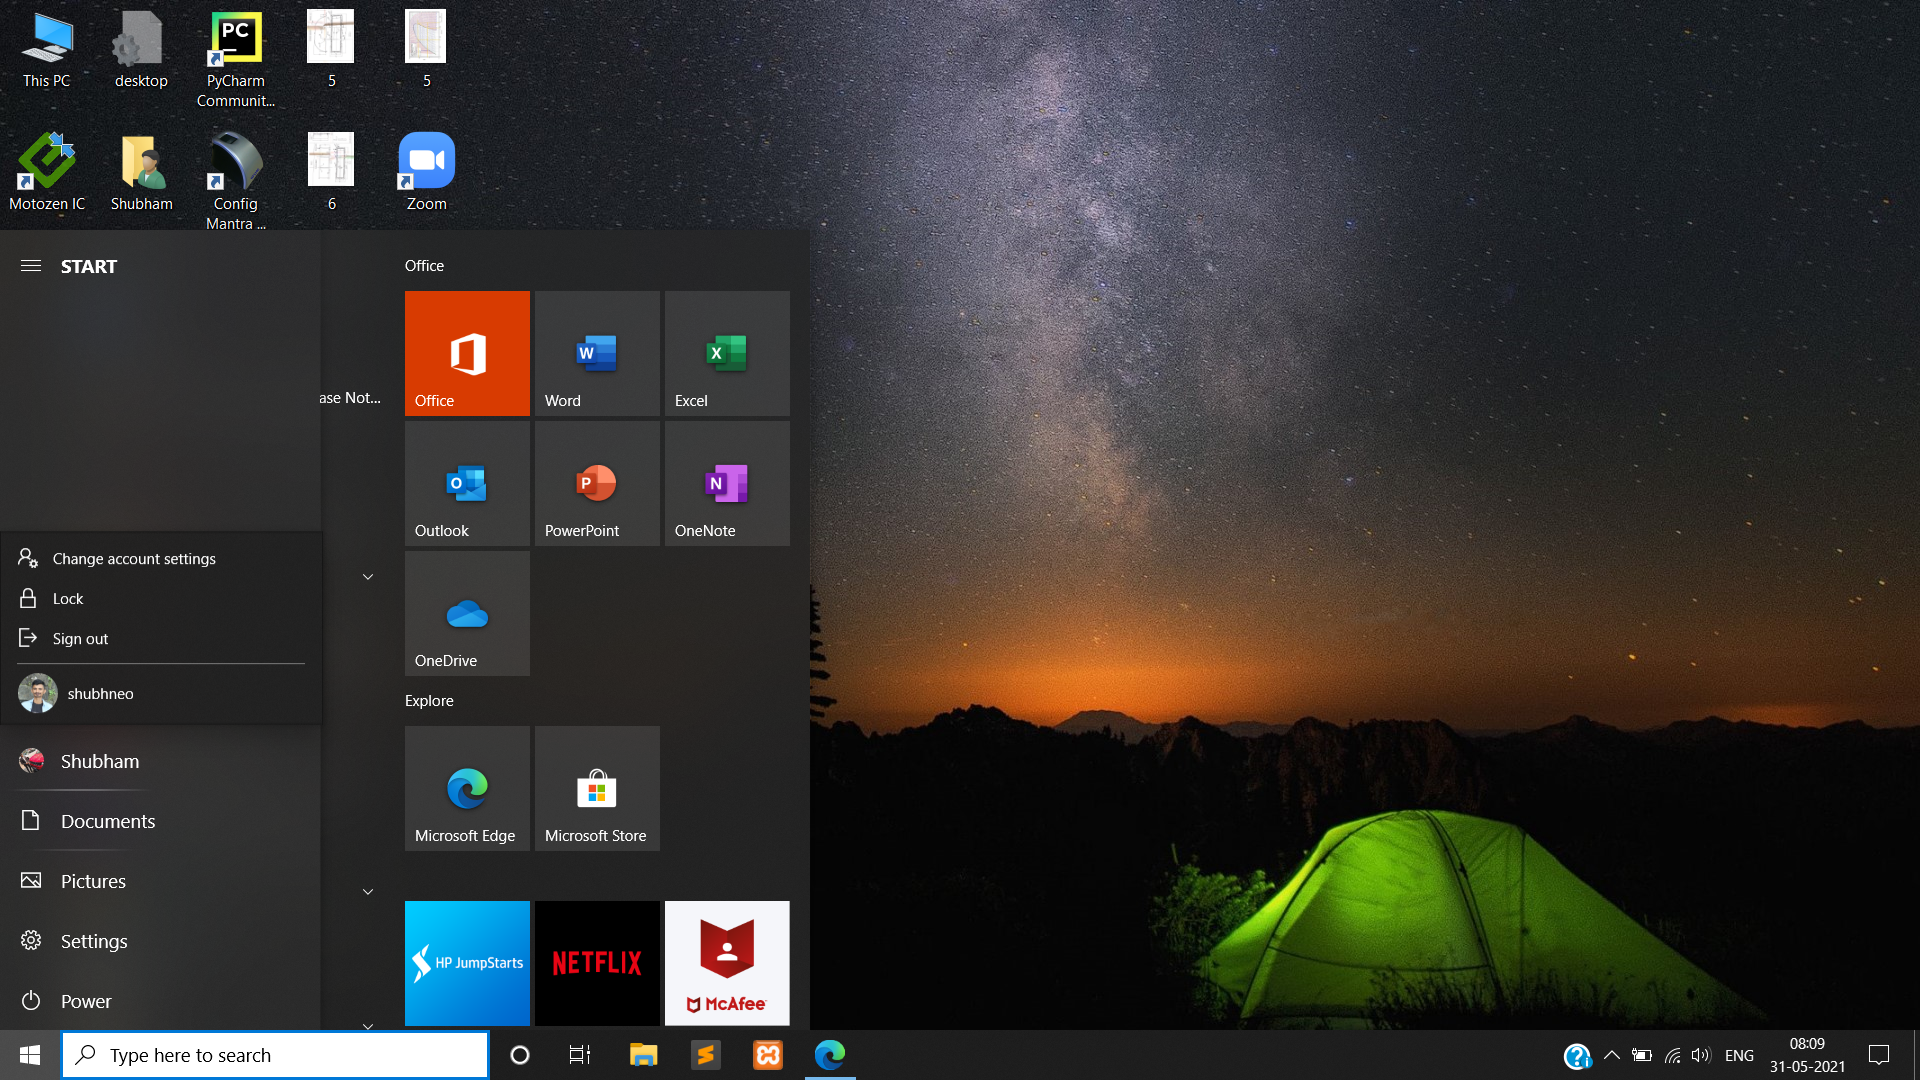 This PC
desktop
PyCharm
Communit...
5
5
Motozen IC
Shubham
Config
Mantra ...
6
Zoom
START
ase Not...
Change account settings
Lock
Sign out
shubhneo
Shubham
Documents
Pictures
Settings
Power
Office
Office
Word
Excel
Outlook
PowerPoint
OneNote
OneDrive
Explore
Microsoft Edge
Microsoft Store
HP JumpStarts
NETFLIX
McAfee
Type here to search
ENG
08:09
31-05-2021